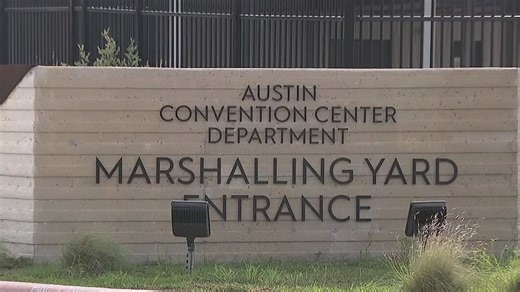 AUSTIN
CONVENTION CENTER
DEPARTMENT
MARSHALLING YARD
ENTRANCE